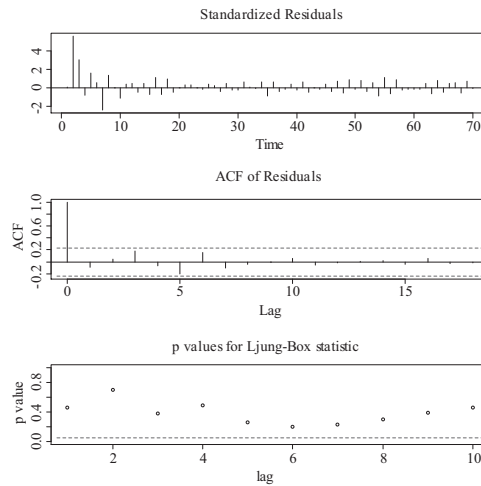 Standardized Residuals
4
2
0
-2
0 10 20 30 40 50 60 70
Time
ACF of Residuals
1.0
0.6
0.2
-0.2
ACF
0 5 10 15
Lag
p values for Ljung-Box statistic
0.8
0.4
0.0
p value
2 4 6 8 10
lag